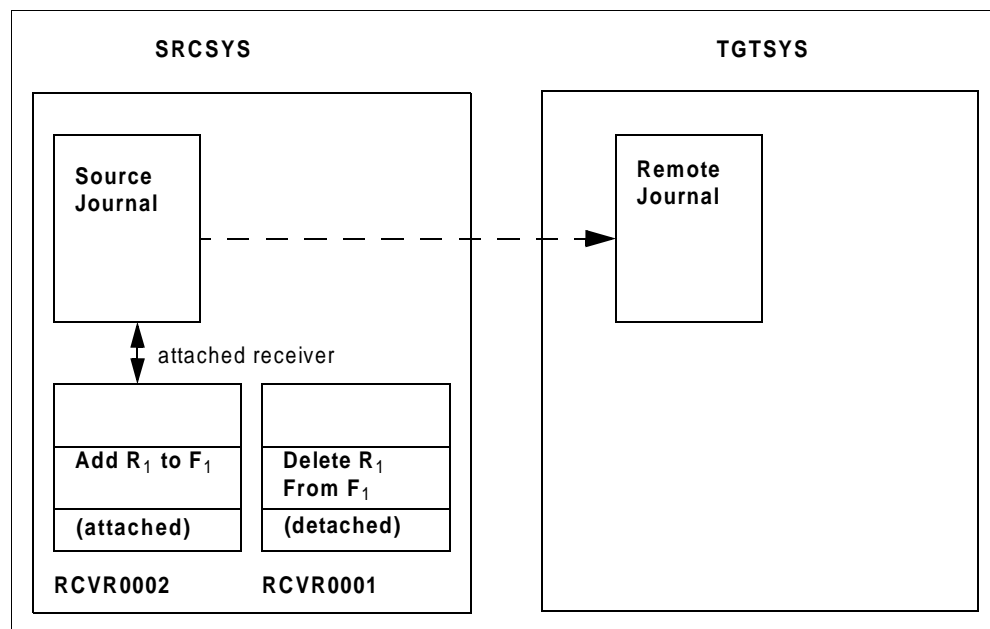 SRCSYS
TGTSYS
Source
Journal
Remote
Journal
attached receiver
Add R₁ to F₁
Delete R₁
From F₁
(attached)
(detached)
RCVR0002
RCVR0001